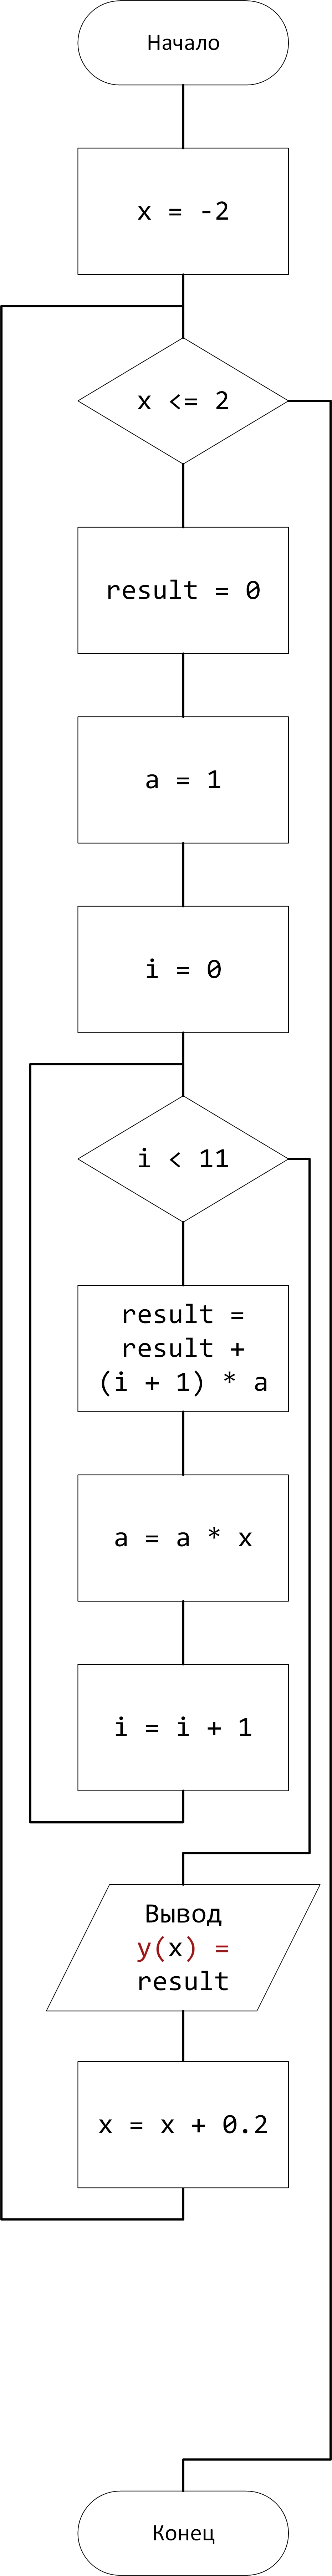 Начало
x = -2
x <= 2
result = 0
a = 1
i = 0
i < 11
result =
result +
(i + 1) * a
a = a * x
i = i + 1
Вывод
y(x) =
result
x = x + 0.2
Конец